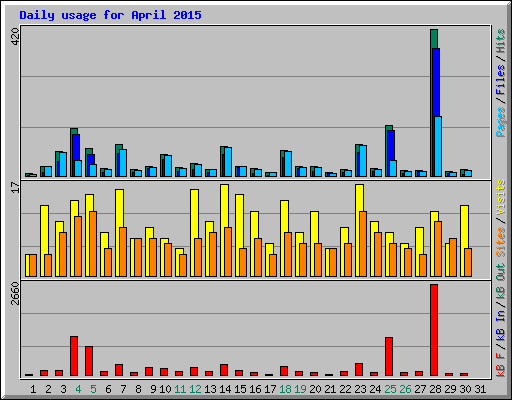 Daily usage for April 2015
420
Pages / Files / Hits
17
Sites / Visits
2660
kB F / kB In / kB Out
1 2 3 4 5 6 7 8 9 10 11 12 13 14 15 16 17 18 19 20 21 22 23 24 25 26 27 28 29 30 31